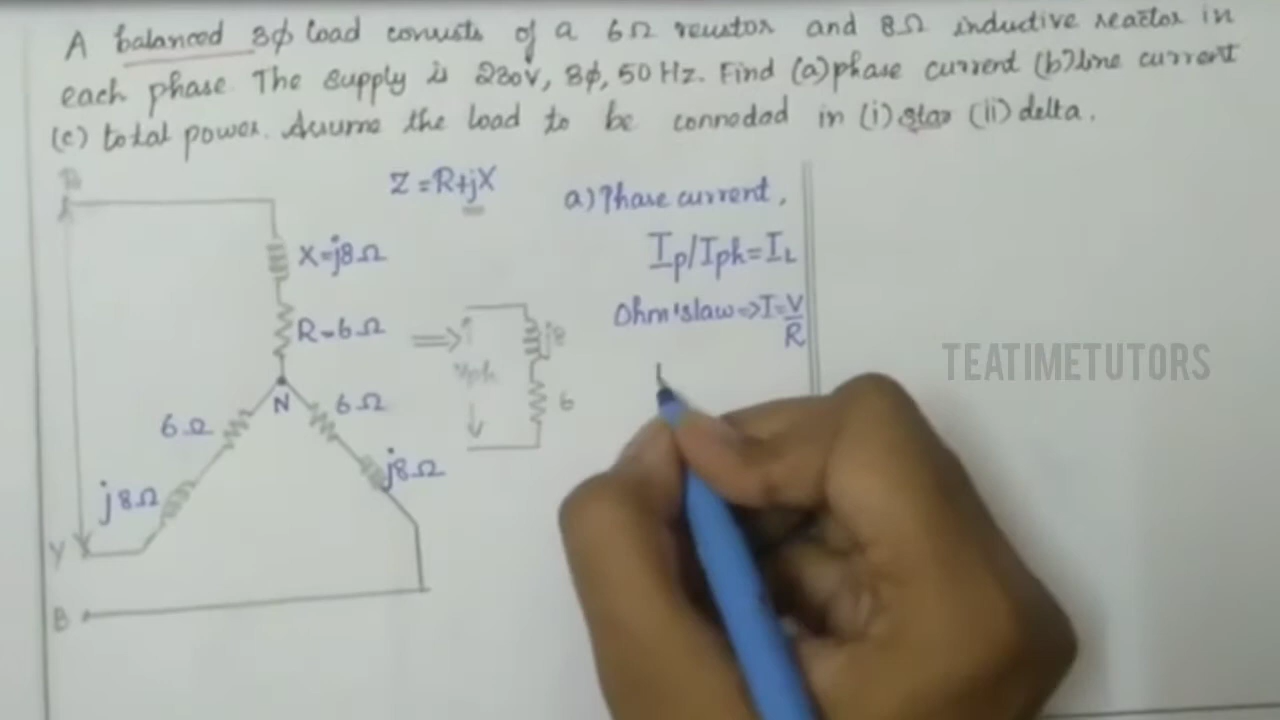 A balanced 3ϕ load consists of a 6Ω resistor and 8Ω inductive reactor in
each phase. The supply is 230V, 3ϕ, 50 Hz. Find (a) phase current (b) line current
(c) total power. Assume the load to be connected in (i) star (ii) delta.
R
Z = R+jX
a) Phase current,
X=j8Ω
Ip/Iph = IL
R=6Ω
Ohm's law => I = V/R
j8
Vph
6
N
6Ω
6Ω
j8Ω
j8Ω
Y
B
TEATIMETUTORS